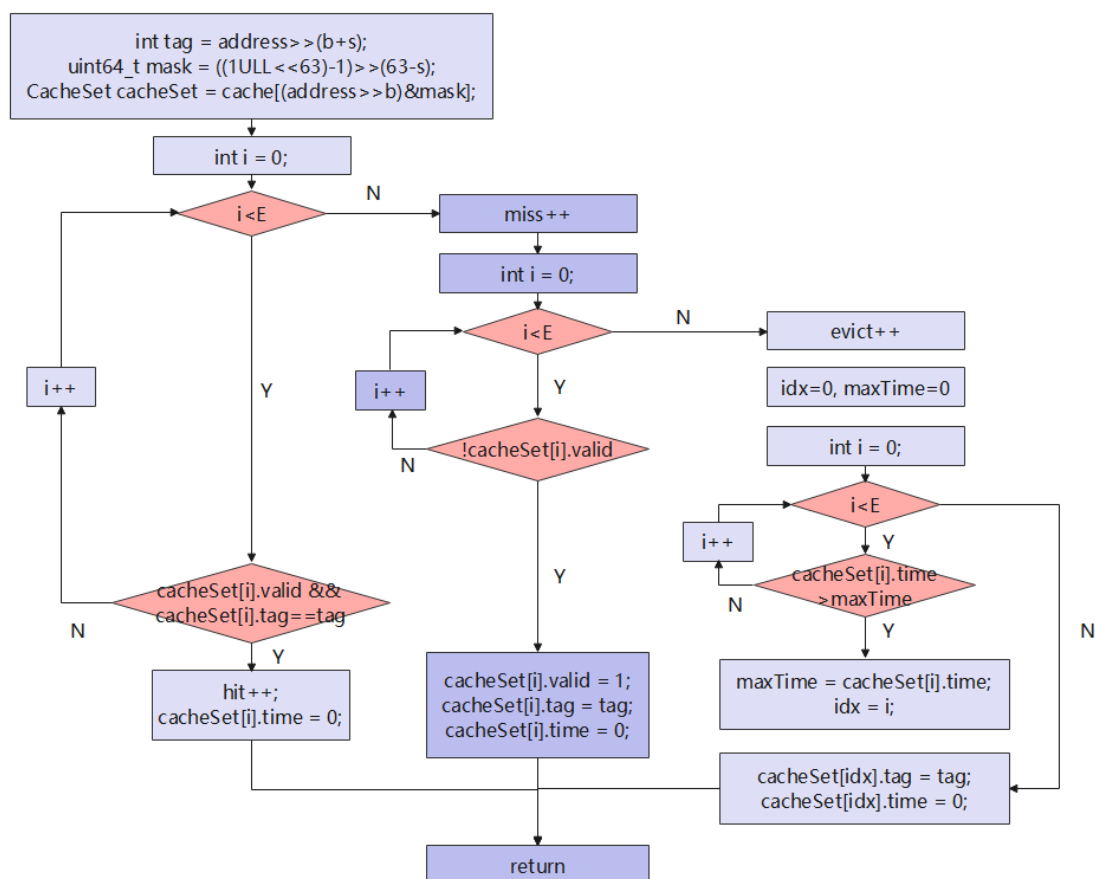 int tag = address>>(b+s);
uint64_t mask = ((1ULL<<63)-1)>>(63-s);
CacheSet cacheSet = cache[(address>>b)&mask];
int i = 0;
i<E
N
miss++
int i = 0;
i<E
N
evict++
i++
Y
i++
Y
idx=0, maxTime=0
!cacheSet[i].valid
N
int i = 0;
i<E
i++
Y
cacheSet[i].time
>maxTime
N
Y
N
cacheSet[i].valid &&
cacheSet[i].tag==tag
N
Y
Y
hit++;
cacheSet[i].time = 0;
cacheSet[i].valid = 1;
cacheSet[i].tag = tag;
cacheSet[i].time = 0;
maxTime = cacheSet[i].time;
idx = i;
cacheSet[idx].tag = tag;
cacheSet[idx].time = 0;
return